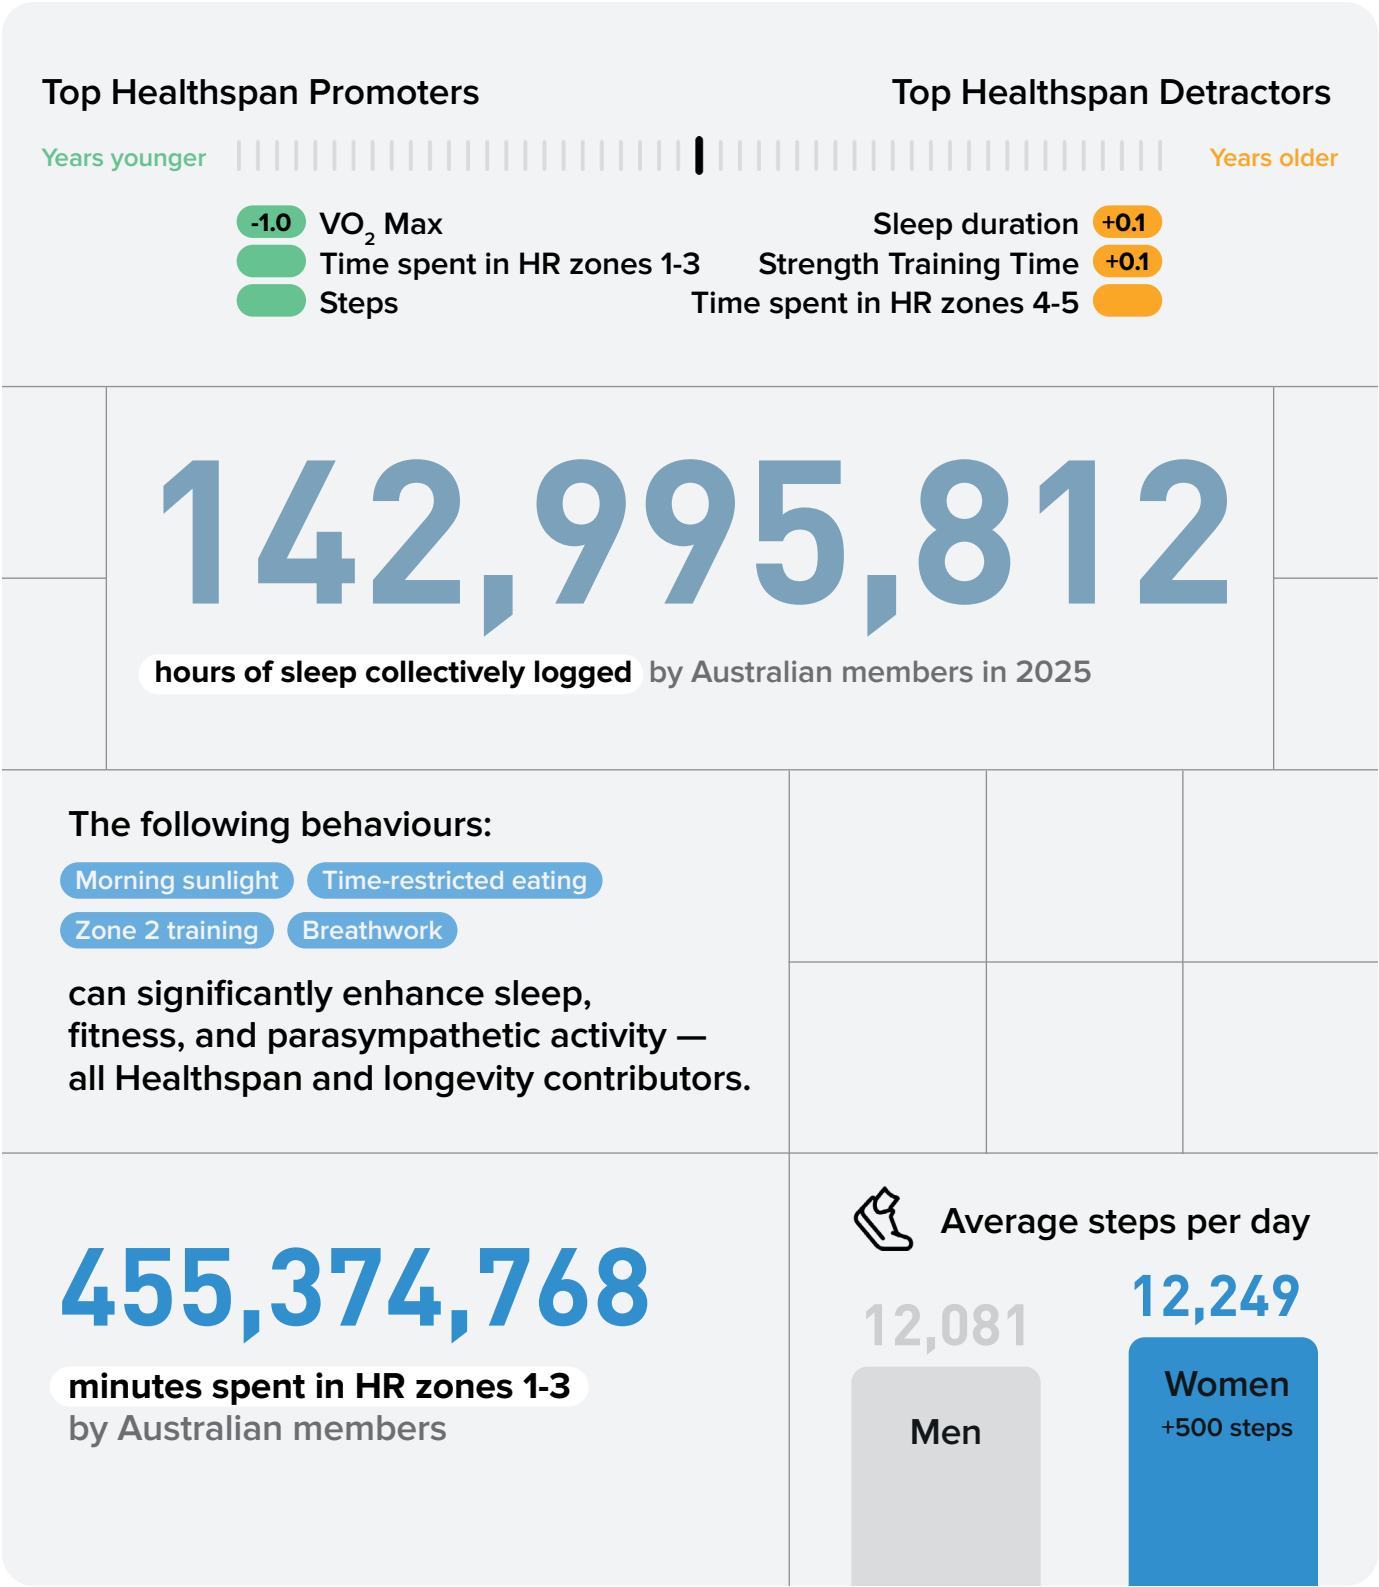 Top Healthspan Promoters
Top Healthspan Detractors
Years younger
Years older
-1.0 VO2 Max
Time spent in HR zones 1-3
Steps
Sleep duration +0.1
Strength Training Time +0.1
Time spent in HR zones 4-5
142,995,812
hours of sleep collectively logged by Australian members in 2025
The following behaviours:
Morning sunlight Time-restricted eating
Zone 2 training Breathwork
can significantly enhance sleep,
fitness, and parasympathetic activity —
all Healthspan and longevity contributors.
455,374,768
minutes spent in HR zones 1-3
by Australian members
Average steps per day
12,081
Men
12,249
Women
+500 steps